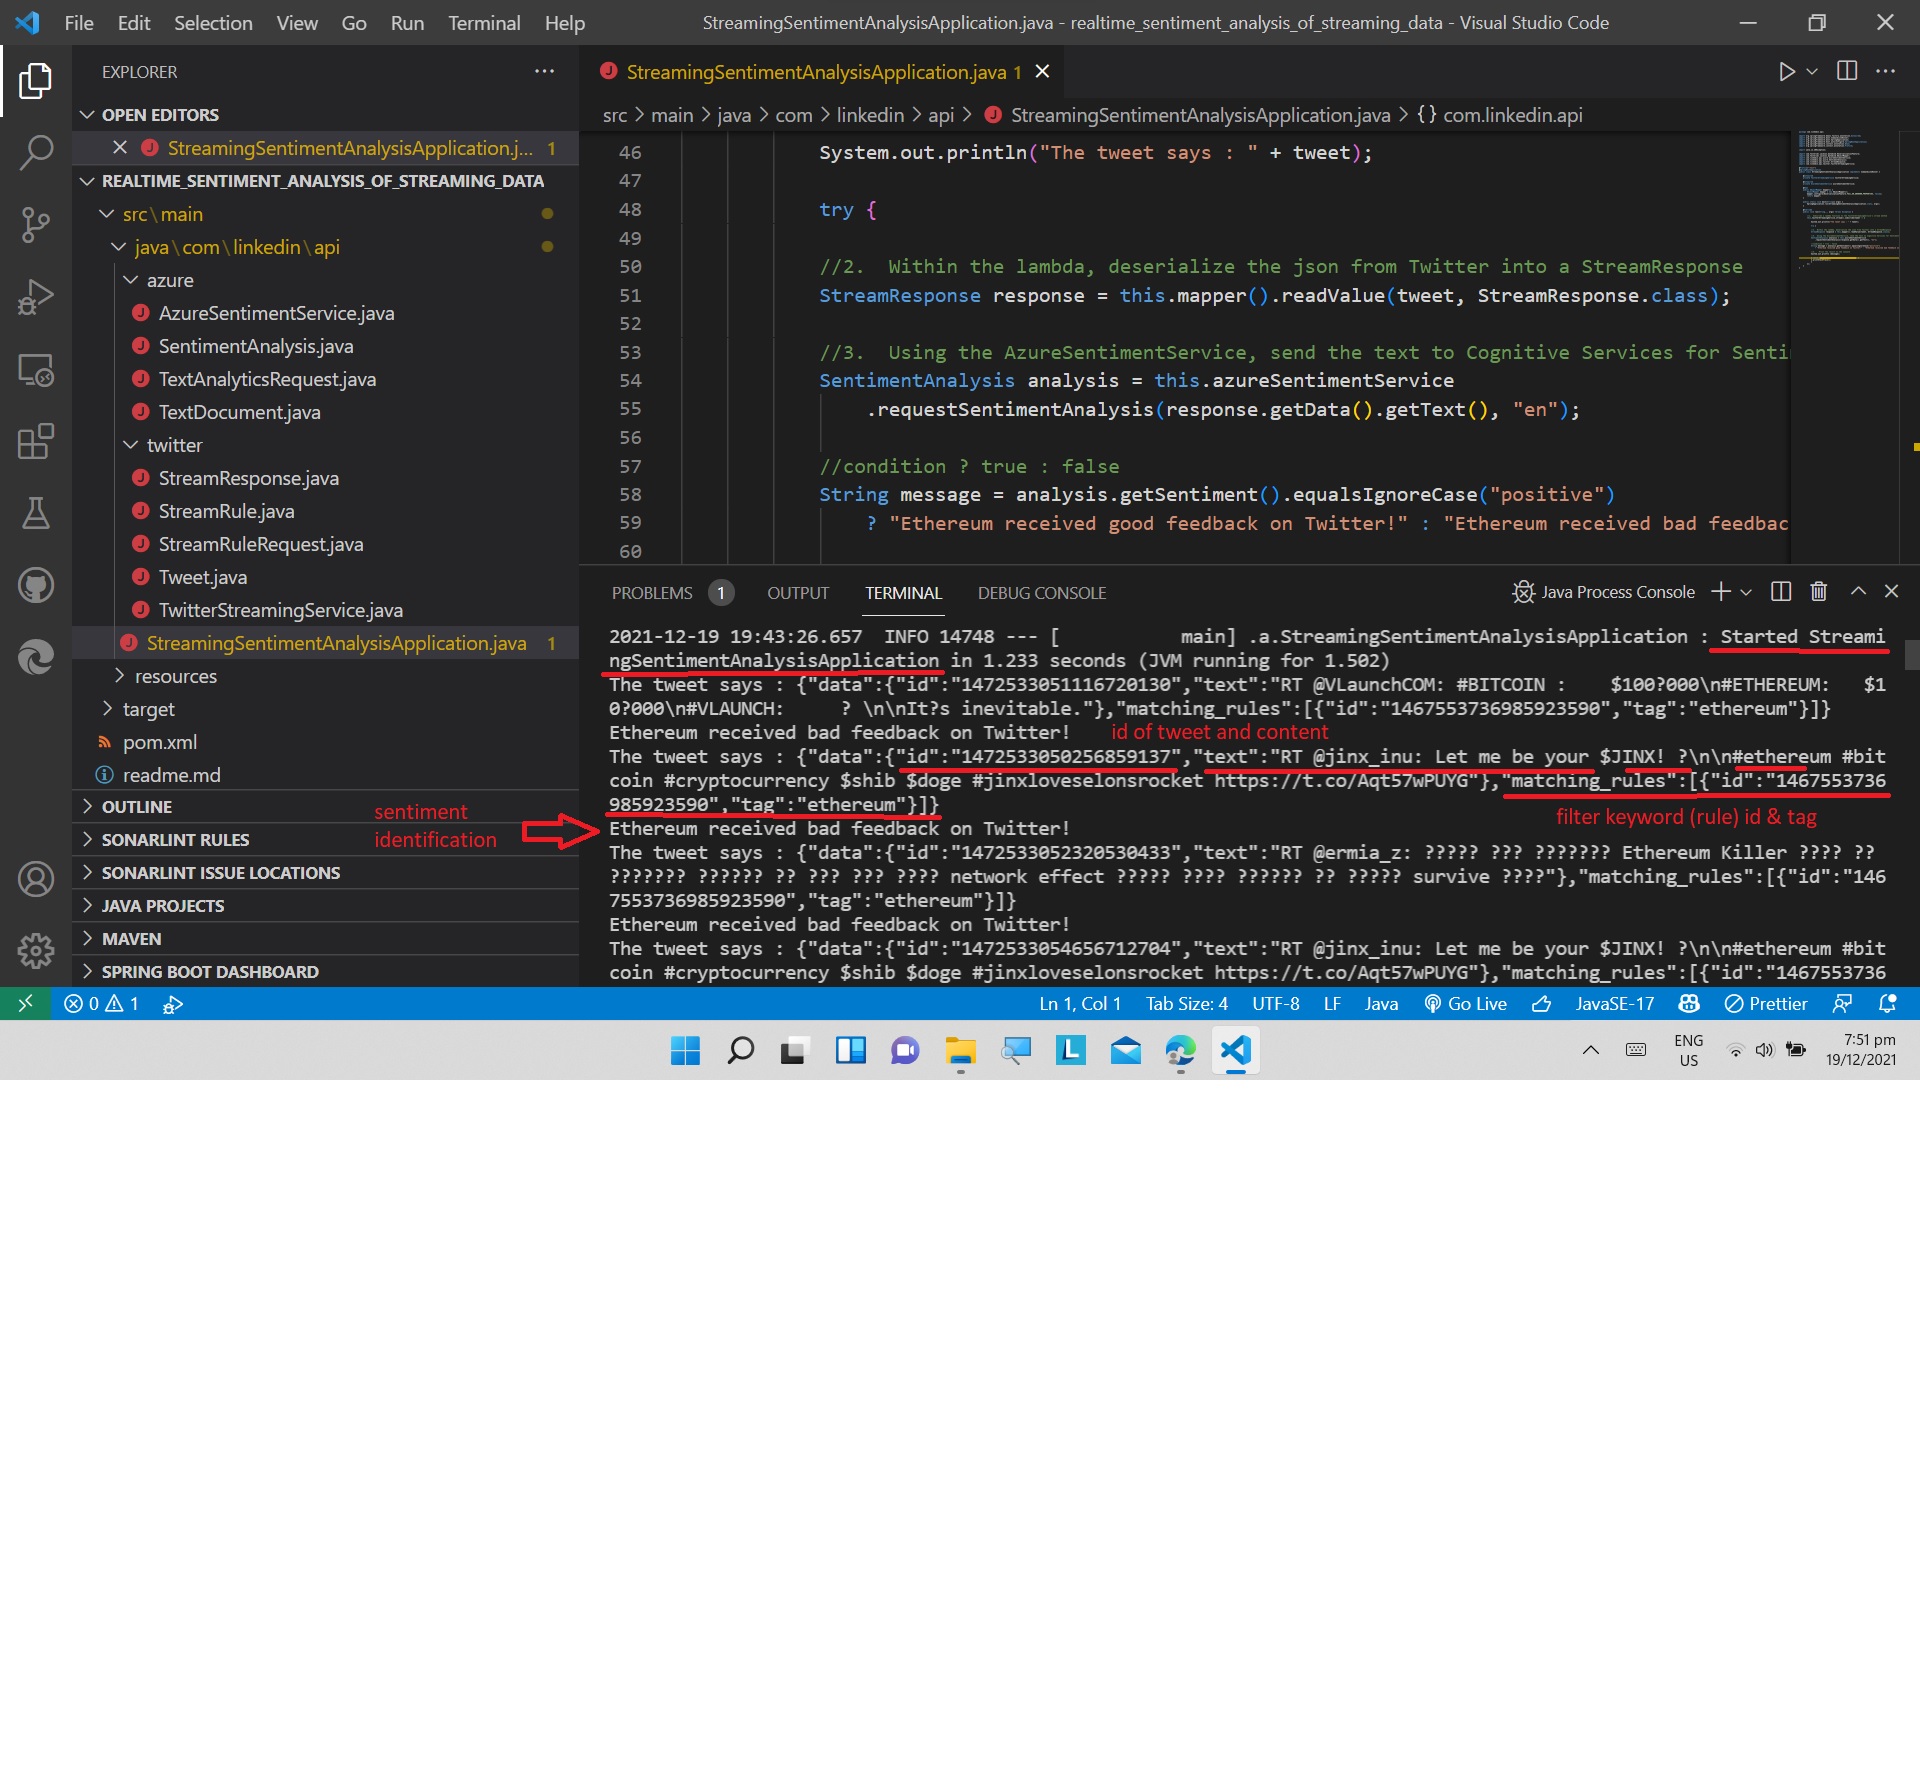 File Edit Selection View Go Run Terminal Help StreamingSentimentAnalysisApplication.java - realtime_sentiment_analysis_of_streaming_data - Visual Studio Code
EXPLORER
OPEN EDITORS
StreamingSentimentAnalysisApplication.j... 1
REALTIME_SENTIMENT_ANALYSIS_OF_STREAMING_DATA
src\main
java\com\linkedin\api
azure
AzureSentimentService.java
SentimentAnalysis.java
TextAnalyticsRequest.java
TextDocument.java
twitter
StreamResponse.java
StreamRule.java
StreamRuleRequest.java
Tweet.java
TwitterStreamingService.java
StreamingSentimentAnalysisApplication.java 1
resources
target
pom.xml
readme.md
OUTLINE
SONARLINT RULES
SONARLINT ISSUE LOCATIONS
JAVA PROJECTS
MAVEN
SPRING BOOT DASHBOARD
sentiment
identification
StreamingSentimentAnalysisApplication.java 1
src > main > java > com > linkedin > api > StreamingSentimentAnalysisApplication.java > {} com.linkedin.api
46 System.out.println("The tweet says : " + tweet);
47
48 try {
49
50 //2.  Within the lambda, deserialize the json from Twitter into a StreamResponse
51 StreamResponse response = this.mapper().readValue(tweet, StreamResponse.class);
52
53 //3.  Using the AzureSentimentService, send the text to Cognitive Services for Senti
54 SentimentAnalysis analysis = this.azureSentimentService
55 .requestSentimentAnalysis(response.getData().getText(), "en");
56
57 //condition ? true : false
58 String message = analysis.getSentiment().equalsIgnoreCase("positive")
59 ? "Ethereum received good feedback on Twitter!" : "Ethereum received bad feedbac
60
PROBLEMS 1 OUTPUT TERMINAL DEBUG CONSOLE Java Process Console
2021-12-19 19:43:26.657  INFO 14748 --- [           main] .a.StreamingSentimentAnalysisApplication : Started Streami
ngSentimentAnalysisApplication in 1.233 seconds (JVM running for 1.502)
The tweet says : {"data":{"id":"1472533051116720130","text":"RT @VLaunchCOM: #BITCOIN :    $100?000\n#ETHEREUM:   $1
0?000\n#VLAUNCH:     ? \n\nIt?s inevitable."},"matching_rules":[{"id":"1467553736985923590","tag":"ethereum"}]}
Ethereum received bad feedback on Twitter! id of tweet and content
The tweet says : {"data":{"id":"1472533050256859137","text":"RT @jinx_inu: Let me be your $JINX! ?\n\n#ethereum #bit
coin #cryptocurrency $shib $doge #jinxloveselonsrocket https://t.co/Aqt57wPUYG"},"matching_rules":[{"id":"1467553736
985923590","tag":"ethereum"}]}
filter keyword (rule) id & tag
Ethereum received bad feedback on Twitter!
The tweet says : {"data":{"id":"1472533052320530433","text":"RT @ermia_z: ????? ??? ??????? Ethereum Killer ???? ??
??????? ?????? ?? ??? ??? ???? network effect ????? ???? ?????? ?? ????? survive ????"},"matching_rules":[{"id":"146
7553736985923590","tag":"ethereum"}]}
Ethereum received bad feedback on Twitter!
The tweet says : {"data":{"id":"1472533054656712704","text":"RT @jinx_inu: Let me be your $JINX! ?\n\n#ethereum #bit
coin #cryptocurrency $shib $doge #jinxloveselonsrocket https://t.co/Aqt57wPUYG"},"matching_rules":[{"id":"1467553736
0 1 Ln 1, Col 1 Tab Size: 4 UTF-8 LF Java Go Live JavaSE-17 Prettier
ENG
US
7:51 pm
19/12/2021